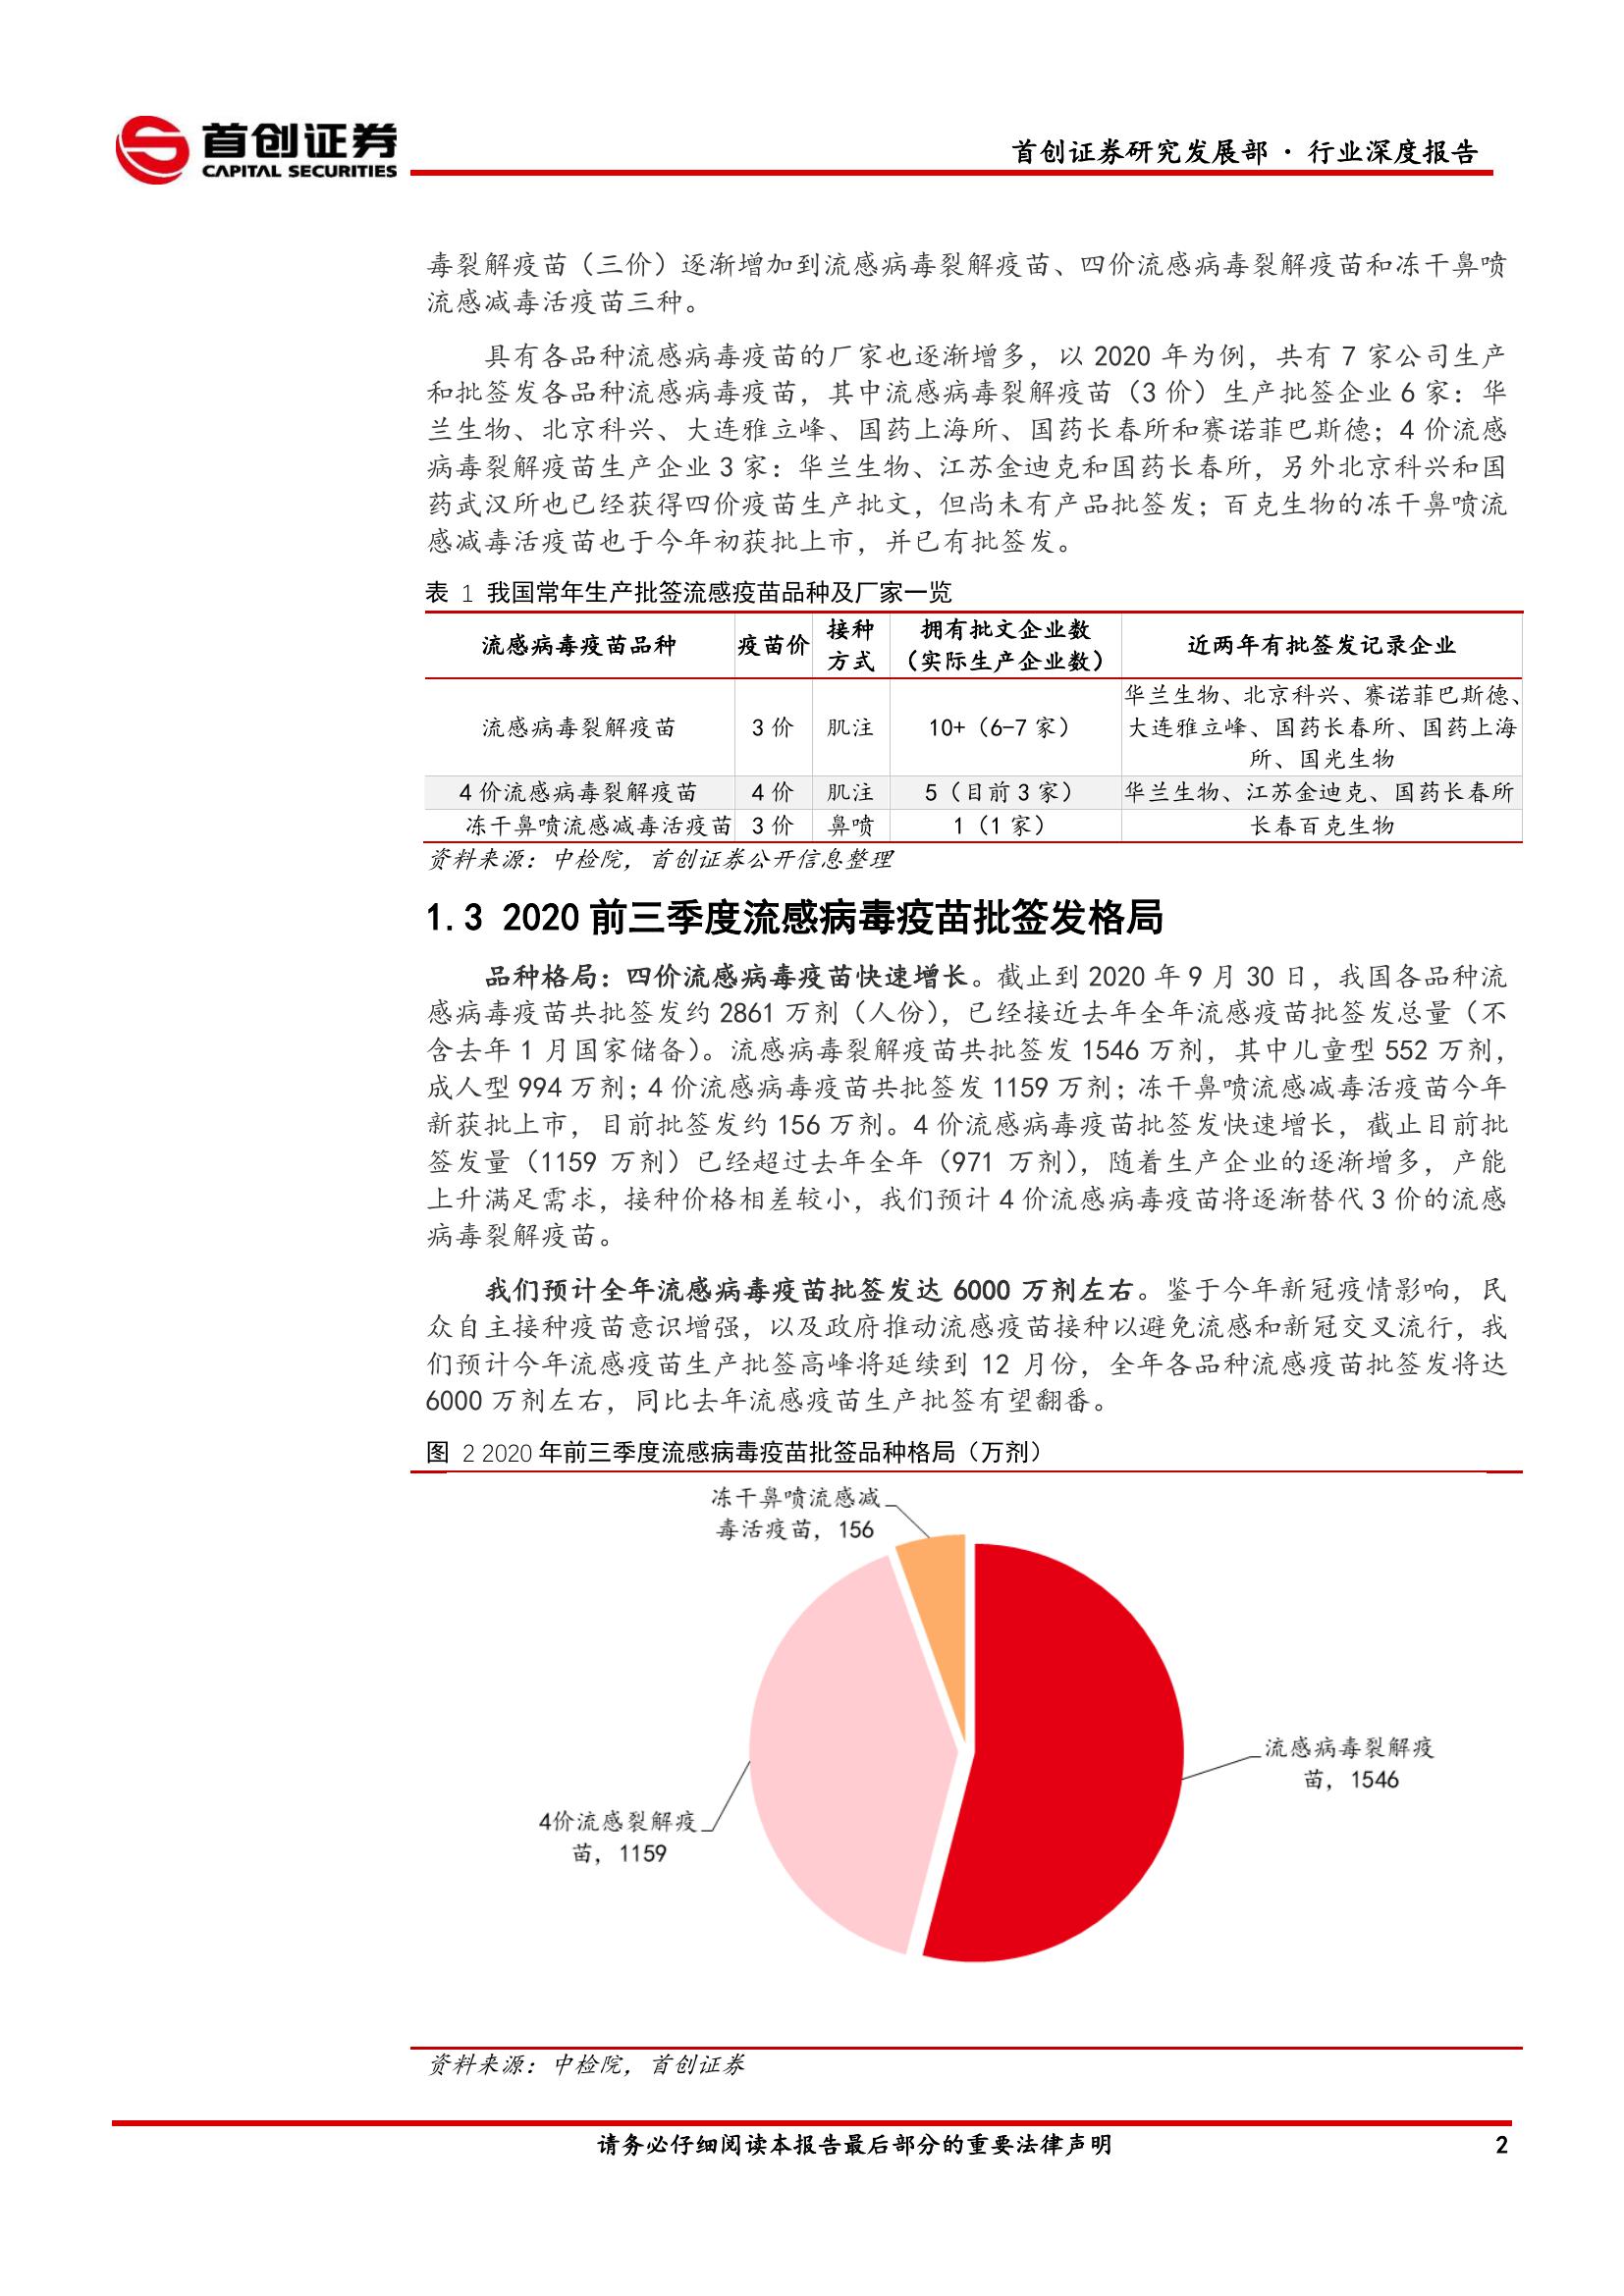 首创证券
CAPITAL SECURITIES
首创证券研究发展部 · 行业深度报告
毒裂解疫苗（三价）逐渐增加到流感病毒裂解疫苗、四价流感病毒裂解疫苗和冻干鼻喷
流感减毒活疫苗三种。
具有各品种流感病毒疫苗的厂家也逐渐增多，以 2020 年为例，共有 7 家公司生产
和批签发各品种流感病毒疫苗，其中流感病毒裂解疫苗（3 价）生产批签企业 6 家：华
兰生物、北京科兴、大连雅立峰、国药上海所、国药长春所和赛诺菲巴斯德；4 价流感
病毒裂解疫苗生产企业 3 家：华兰生物、江苏金迪克和国药长春所，另外北京科兴和国
药武汉所也已经获得四价疫苗生产批文，但尚未有产品批签发；百克生物的冻干鼻喷流
感减毒活疫苗也于今年初获批上市，并已有批签发。
表 1 我国常年生产批签流感疫苗品种及厂家一览
流感病毒疫苗品种 疫苗价 接种方式 拥有批文企业数（实际生产企业数） 近两年有批签发记录企业
流感病毒裂解疫苗 3 价 肌注 10+（6-7 家） 华兰生物、北京科兴、赛诺菲巴斯德、
大连雅立峰、国药长春所、国药上海
所、国光生物
4 价流感病毒裂解疫苗 4 价 肌注 5（目前 3 家） 华兰生物、江苏金迪克、国药长春所
冻干鼻喷流感减毒活疫苗 3 价 鼻喷 1（1 家） 长春百克生物
资料来源：中检院，首创证券公开信息整理
1.3 2020 前三季度流感病毒疫苗批签发格局
品种格局：四价流感病毒疫苗快速增长。截止到 2020 年 9 月 30 日，我国各品种流
感病毒疫苗共批签发约 2861 万剂（人份），已经接近去年全年流感疫苗批签发总量（不
含去年 1 月国家储备）。流感病毒裂解疫苗共批签发 1546 万剂，其中儿童型 552 万剂，
成人型 994 万剂；4 价流感病毒疫苗共批签发 1159 万剂；冻干鼻喷流感减毒活疫苗今年
新获批上市，目前批签发约 156 万剂。4 价流感病毒疫苗批签发快速增长，截止目前批
签发量（1159 万剂）已经超过去年全年（971 万剂），随着生产企业的逐渐增多，产能
上升满足需求，接种价格相差较小，我们预计 4 价流感病毒疫苗将逐渐替代 3 价的流感
病毒裂解疫苗。
我们预计全年流感病毒疫苗批签发达 6000 万剂左右。鉴于今年新冠疫情影响，民
众自主接种疫苗意识增强，以及政府推动流感疫苗接种以避免流感和新冠交叉流行，我
们预计今年流感疫苗生产批签高峰将延续到 12 月份，全年各品种流感疫苗批签发将达
6000 万剂左右，同比去年流感疫苗生产批签有望翻番。
图 2 2020 年前三季度流感病毒疫苗批签品种格局（万剂）
冻干鼻喷流感减
毒活疫苗，156
流感病毒裂解疫
苗，1546
4价流感裂解疫
苗，1159
资料来源：中检院，首创证券
请务必仔细阅读本报告最后部分的重要法律声明 2